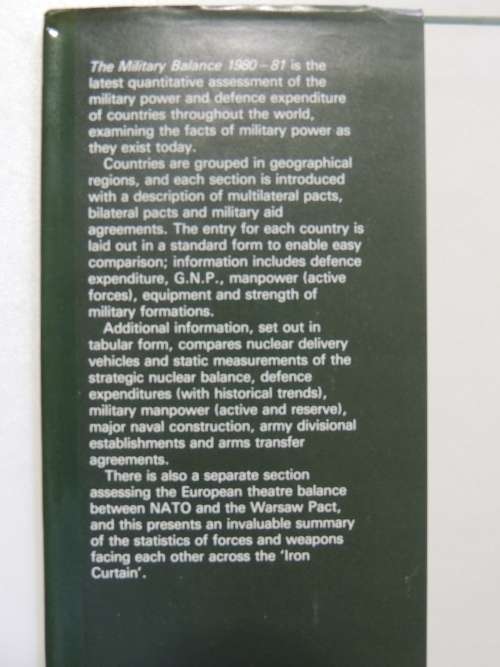 The Military Balance 1980–81 is the
latest quantitative assessment of the
military power and defence expenditure
of countries throughout the world,
examining the facts of military power as
they exist today.
Countries are grouped in geographical
regions, and each section is introduced
with a description of multilateral pacts,
bilateral pacts and military aid
agreements. The entry for each country is
laid out in a standard form to enable easy
comparison; information includes defence
expenditure, G.N.P., manpower (active
forces), equipment and strength of
military formations.
Additional information, set out in
tabular form, compares nuclear delivery
vehicles and static measurements of the
strategic nuclear balance, defence
expenditures (with historical trends),
military manpower (active and reserve),
major naval construction, army divisional
establishments and arms transfer
agreements.
There is also a separate section
assessing the European theatre balance
between NATO and the Warsaw Pact,
and this presents an invaluable summary
of the statistics of forces and weapons
facing each other across the ‘Iron
Curtain’.